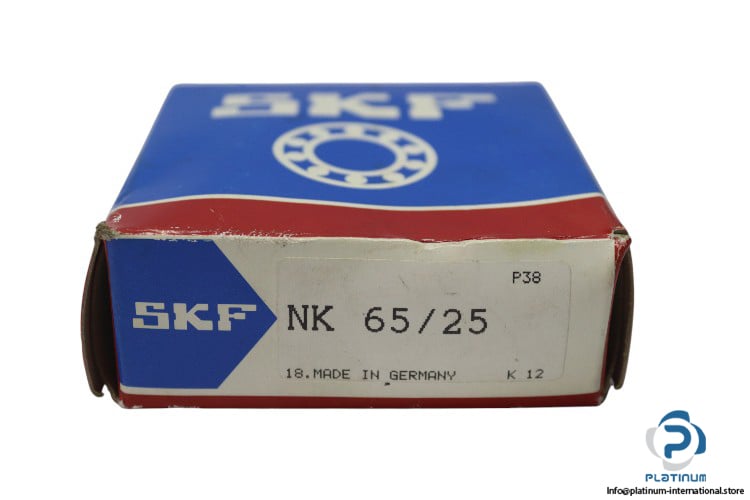 SKF
P38
SKF
NK 65/25
18.MADE IN GERMANY K 12
PLATINUM
Info@platinum-international.store